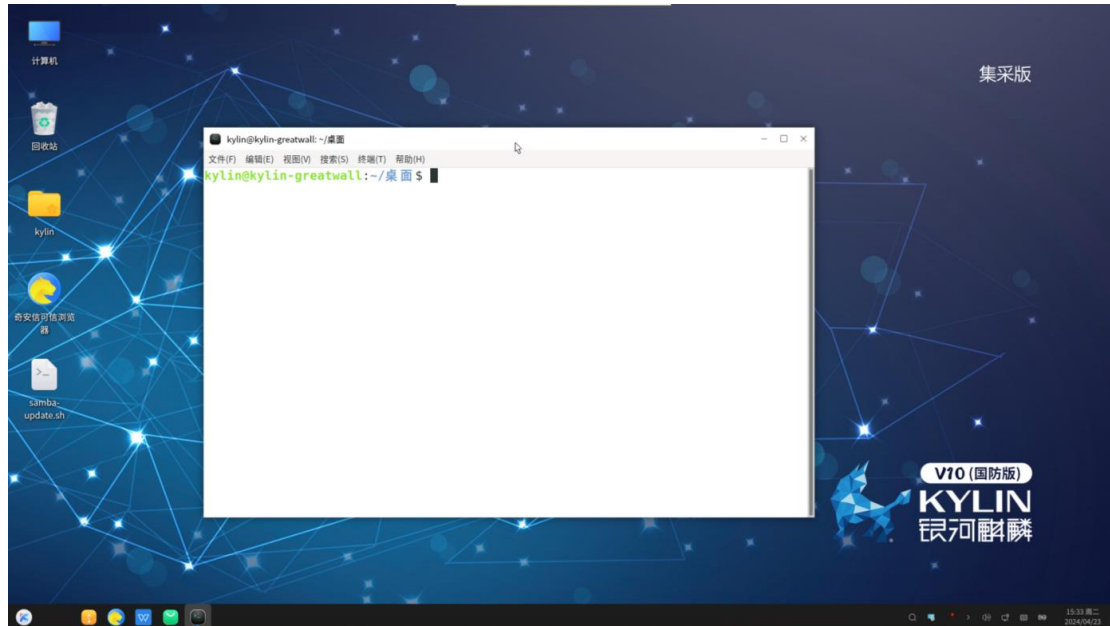 计算机
集采版
回收站
kylin@kylin-greatwall: ~/桌面
文件(F) 编辑(E) 视图(V) 搜索(S) 终端(T) 帮助(H)
kylin@kylin-greatwall:~/桌面$
kylin
奇安信可信浏览
器
samba-
update.sh
V10 (国防版)
KYLIN
银河麒麟
15:33 周二
2024/04/23